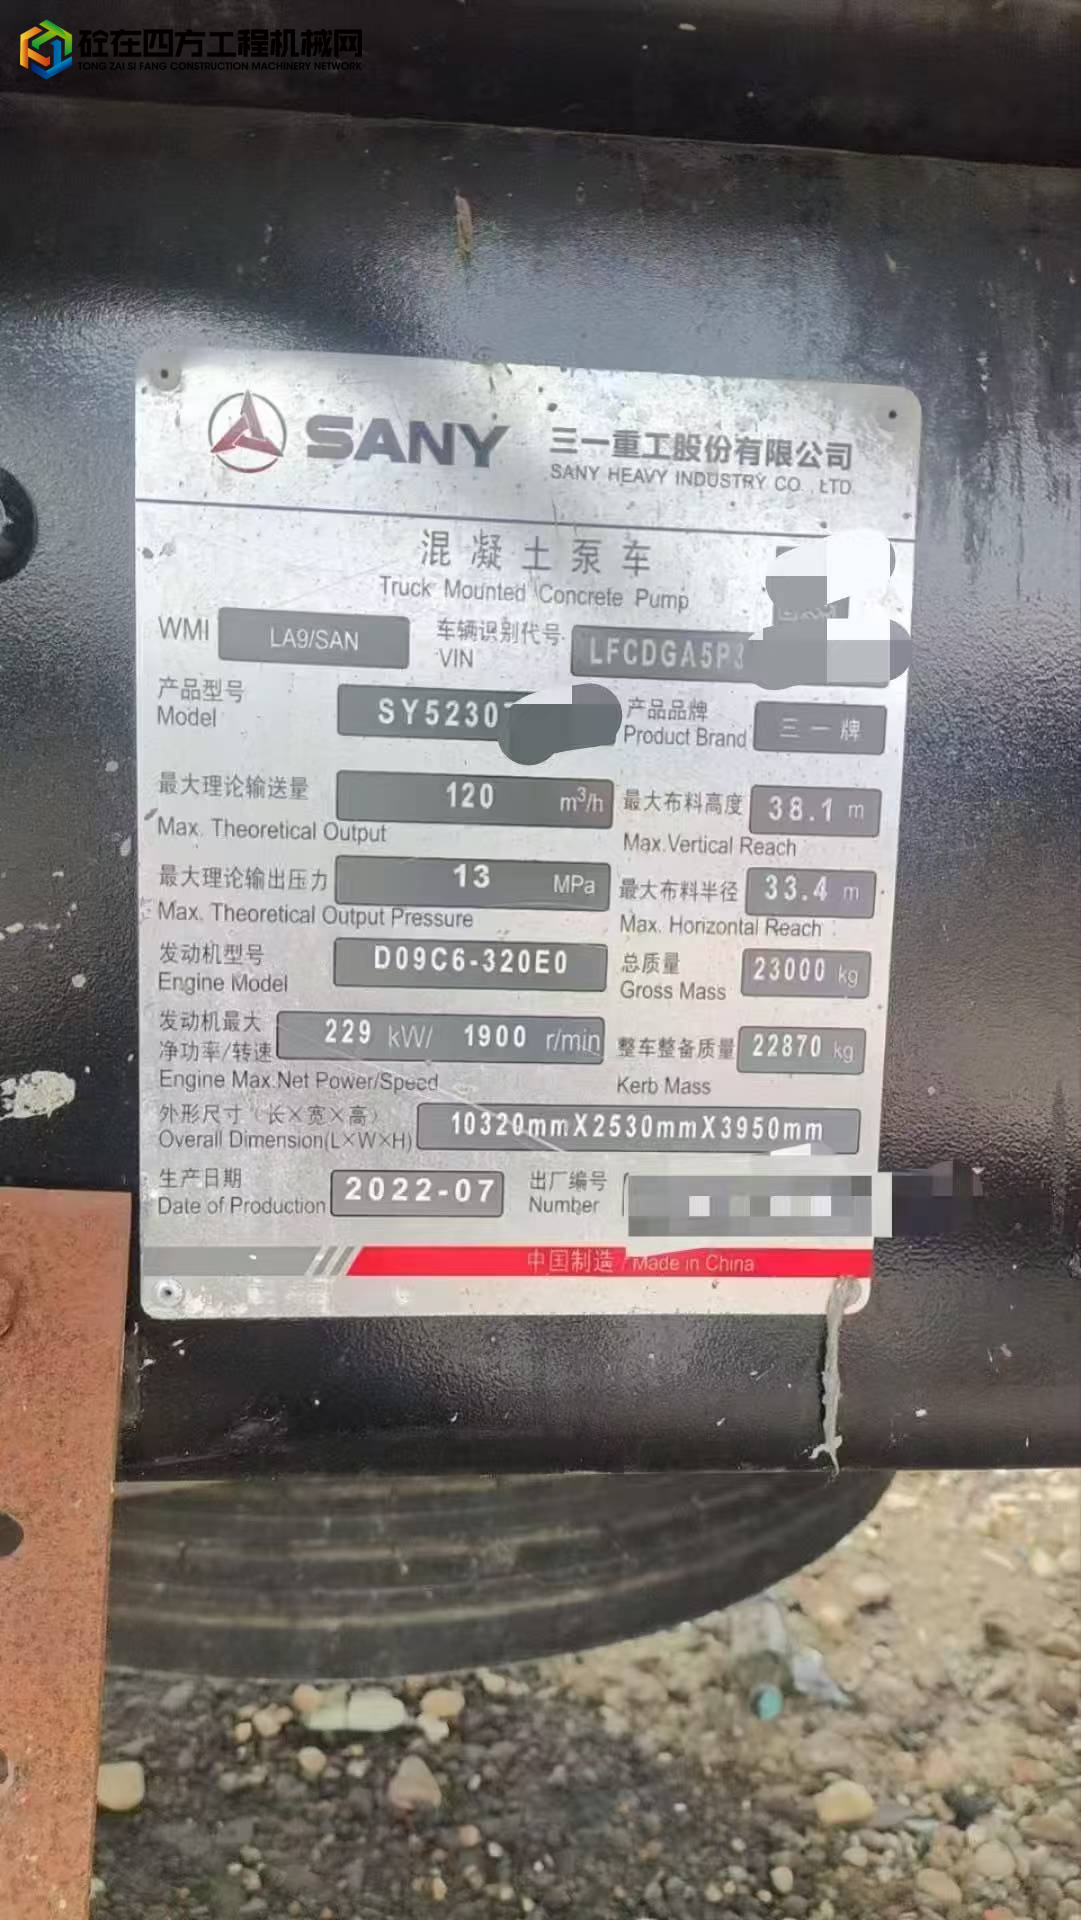 砼在四方工程机械网
TONG ZAI SI FANG CONSTRUCTION MACHINERY NETWORK
SANY 三一重工股份有限公司
SANY HEAVY INDUSTRY CO.,LTD.
混凝土泵车
Truck Mounted Concrete Pump
WMI LA9/SAN 车辆识别代号 VIN LFCDGA5P3
产品型号 SY5230 产品品牌 三一牌
Model Product Brand
最大理论输送量 120 m³/h 最大布料高度 38.1 m
Max. Theoretical Output Max.Vertical Reach
最大理论输出压力 13 MPa 最大布料半径 33.4 m
Max. Theoretical Output Pressure Max. Horizontal Reach
发动机型号 D09C6-320E0 总质量 23000 kg
Engine Model Gross Mass
发动机最大
净功率/转速 229 kW/ 1900 r/min 整车整备质量 22870 kg
Engine Max.Net Power/Speed Kerb Mass
外形尺寸（长×宽×高） 10320mmX2530mmX3950mm
Overall Dimension(L×W×H)
生产日期 2022-07 出厂编号
Date of Production Number
中国制造 / Made in China